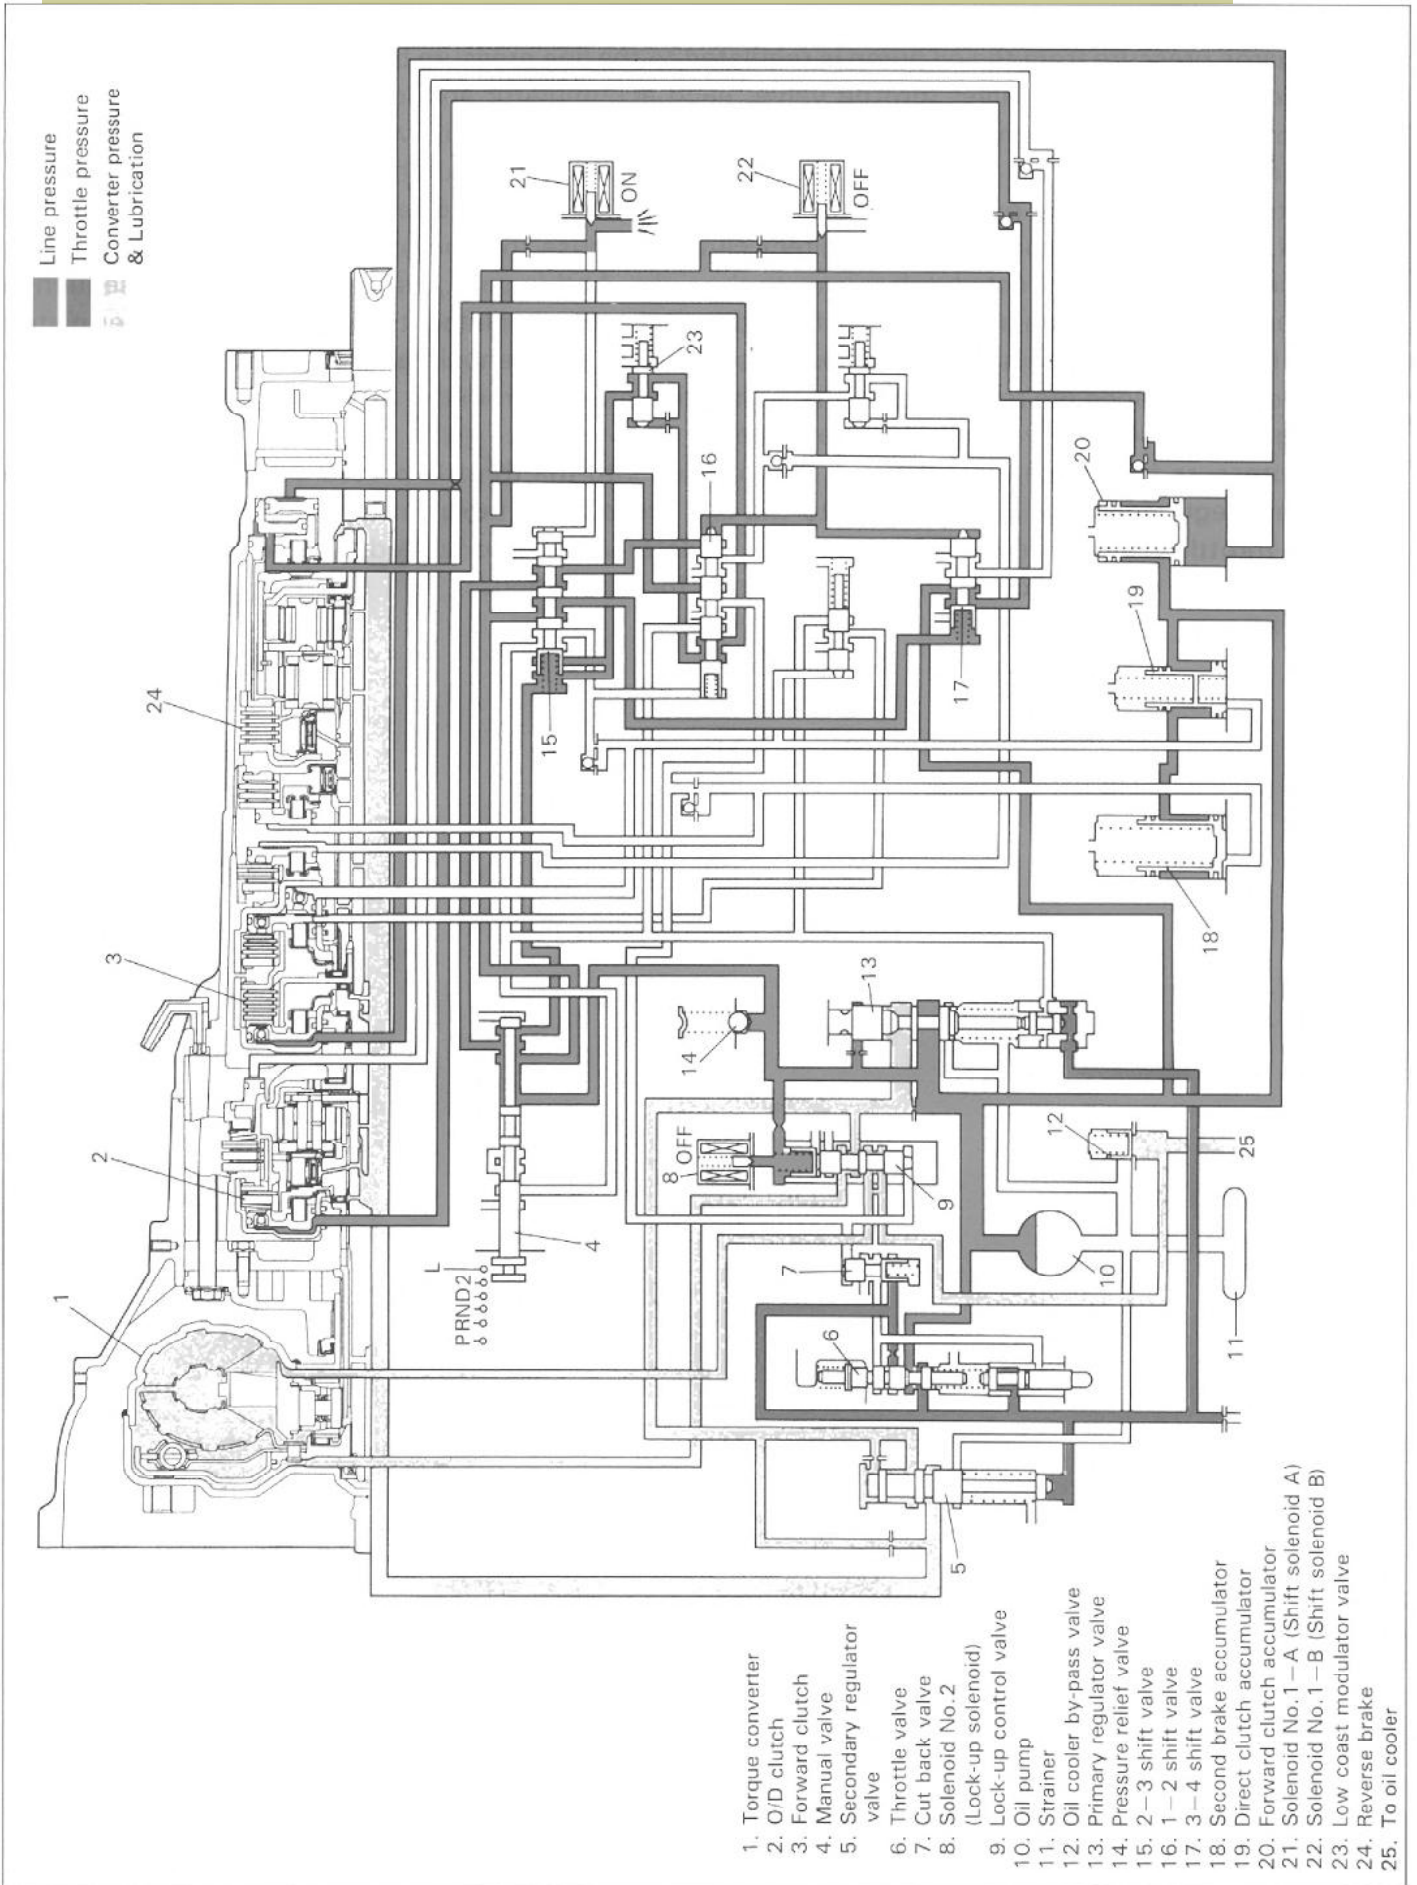 Line pressure
Throttle pressure
Converter pressure
& Lubrication
1
2
3
24
PRND2
L
4
21
ON
22
OFF
23
16
15
17
20
19
18
14
13
8 OFF
9
7
6
5
12
10
11
25
1. Torque converter
2. O/D clutch
3. Forward clutch
4. Manual valve
5. Secondary regulator
valve
6. Throttle valve
7. Cut back valve
8. Solenoid No.2
(Lock-up solenoid)
9. Lock-up control valve
10. Oil pump
11. Strainer
12. Oil cooler by-pass valve
13. Primary regulator valve
14. Pressure relief valve
15. 2–3 shift valve
16. 1–2 shift valve
17. 3–4 shift valve
18. Second brake accumulator
19. Direct clutch accumulator
20. Forward clutch accumulator
21. Solenoid No.1–A (Shift solenoid A)
22. Solenoid No.1–B (Shift solenoid B)
23. Low coast modulator valve
24. Reverse brake
25. To oil cooler